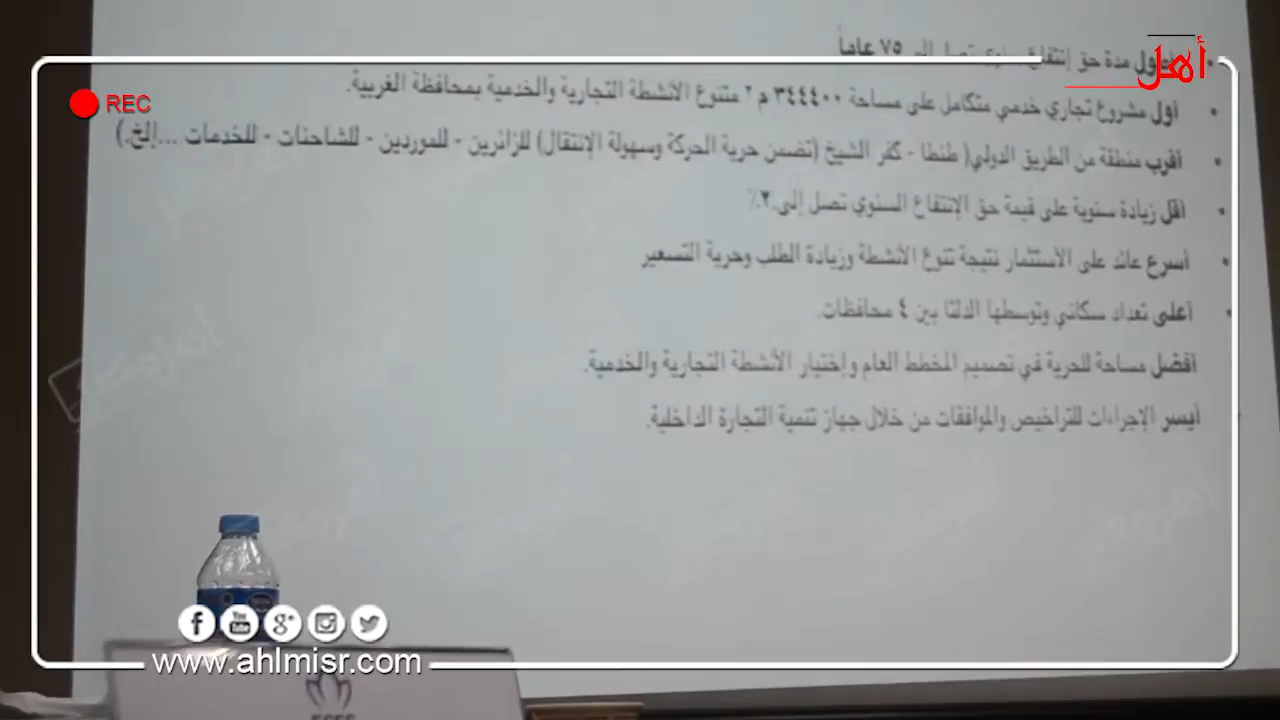 أهل
REC
أطول مدة حق إنتفاع تصل إلى ٧٥ عاماً
أول مشروع تجاري خدمي متكامل على مساحة ٣٤٤٤٠٠ م٢ متنوع الأنشطة التجارية والخدمية بمحافظة الغربية.
أقرب منطقة من الطريق الدولي( طنطا - كفر الشيخ (تضمن حرية الحركة وسهولة الإنتقال) للزائرين - للموردين - للشاحنات - للخدمات ...إلخ.)
أقل زيادة سنوية على قيمة حق الإنتفاع السنوي تصل إلى ٢.٪
أسرع عائد على الأستثمار نتيجة تنوع الأنشطة وزيادة الطلب وحرية التسعير
أعلى تعداد سكاني وتوسطها الدلتا بين ٤ محافظات.
أفضل مساحة للحرية في تصميم المخطط العام وإختيار الأنشطة التجارية والخدمية.
أيسر الإجراءات للتراخيص والموافقات من خلال جهاز تنمية التجارة الداخلية.
www.ahlmisr.com